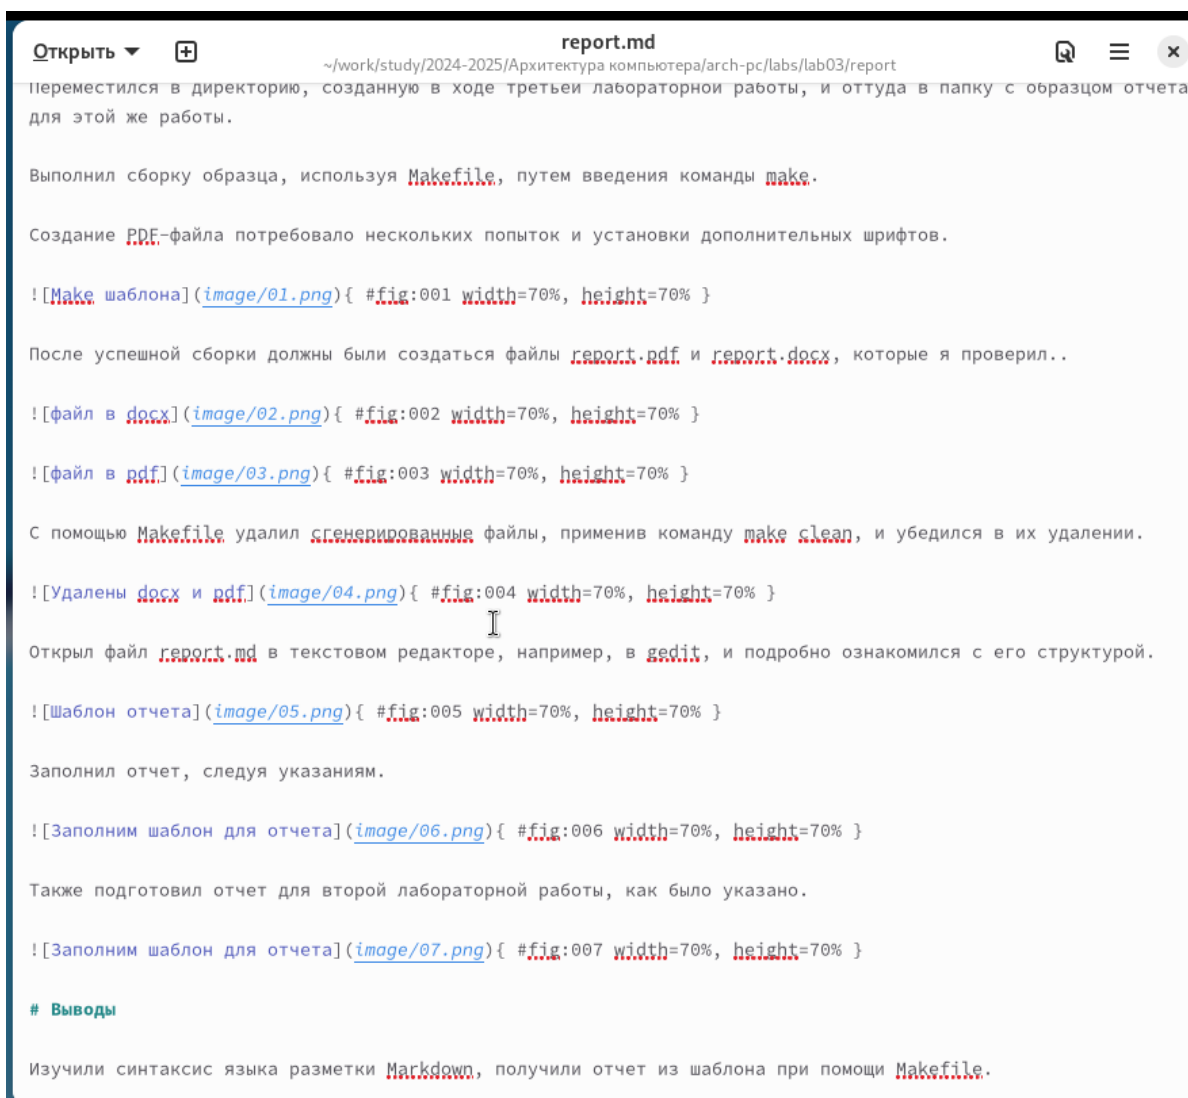 Открыть
report.md
~/work/study/2024-2025/Архитектура компьютера/arch-pc/labs/lab03/report
Переместился в директорию, созданную в ходе третьей лабораторной работы, и оттуда в папку с образцом отчета
для этой же работы.
Выполнил сборку образца, используя Makefile, путем введения команды make.
Создание PDF-файла потребовало нескольких попыток и установки дополнительных шрифтов.
![Make шаблона](image/01.png){ #fig:001 width=70%, height=70% }
После успешной сборки должны были создаться файлы report.pdf и report.docx, которые я проверил..
![файл в docx](image/02.png){ #fig:002 width=70%, height=70% }
![файл в pdf](image/03.png){ #fig:003 width=70%, height=70% }
С помощью Makefile удалил сгенерированные файлы, применив команду make clean, и убедился в их удалении.
![Удалены docx и pdf](image/04.png){ #fig:004 width=70%, height=70% }
Открыл файл report.md в текстовом редакторе, например, в gedit, и подробно ознакомился с его структурой.
![Шаблон отчета](image/05.png){ #fig:005 width=70%, height=70% }
Заполнил отчет, следуя указаниям.
![Заполним шаблон для отчета](image/06.png){ #fig:006 width=70%, height=70% }
Также подготовил отчет для второй лабораторной работы, как было указано.
![Заполним шаблон для отчета](image/07.png){ #fig:007 width=70%, height=70% }
# Выводы
Изучили синтаксис языка разметки Markdown, получили отчет из шаблона при помощи Makefile.